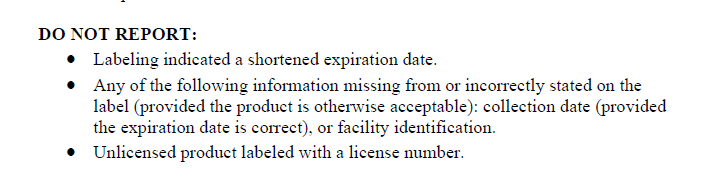 DO NOT REPORT:
● Labeling indicated a shortened expiration date.
● Any of the following information missing from or incorrectly stated on the
label (provided the product is otherwise acceptable): collection date (provided
the expiration date is correct), or facility identification.
● Unlicensed product labeled with a license number.